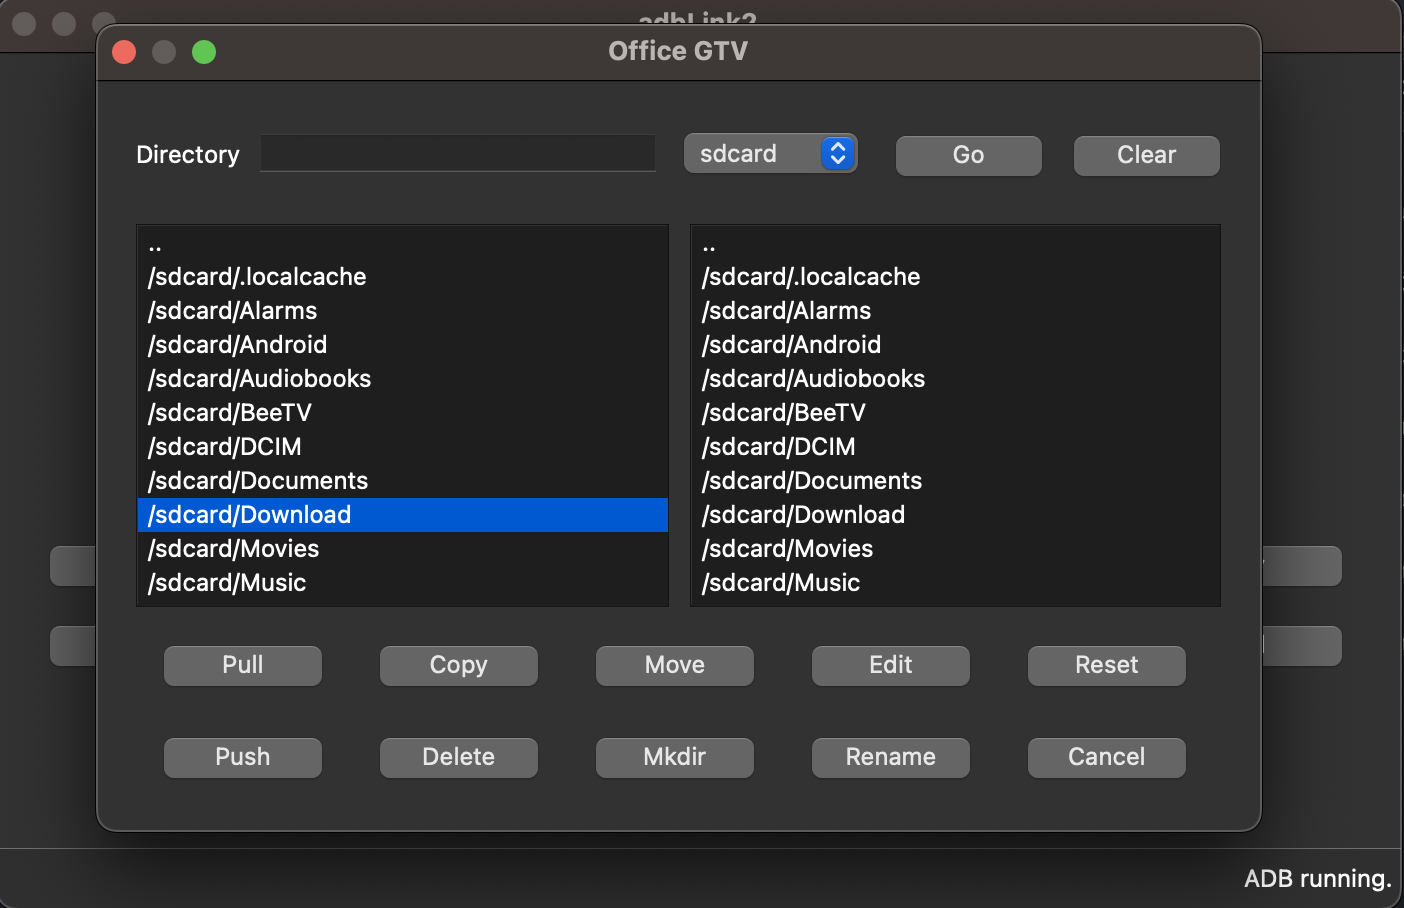 adbLink2
Office GTV
Directory
sdcard
Go
Clear
..
/sdcard/.localcache
/sdcard/Alarms
/sdcard/Android
/sdcard/Audiobooks
/sdcard/BeeTV
/sdcard/DCIM
/sdcard/Documents
/sdcard/Download
/sdcard/Movies
/sdcard/Music
..
/sdcard/.localcache
/sdcard/Alarms
/sdcard/Android
/sdcard/Audiobooks
/sdcard/BeeTV
/sdcard/DCIM
/sdcard/Documents
/sdcard/Download
/sdcard/Movies
/sdcard/Music
Pull
Copy
Move
Edit
Reset
Push
Delete
Mkdir
Rename
Cancel
ADB running.